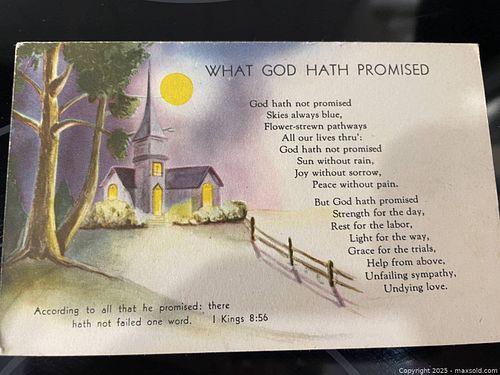 WHAT GOD HATH PROMISED
God hath not promised
Skies always blue,
Flower-strewn pathways
All our lives thru':
God hath not promised
Sun without rain,
Joy without sorrow,
Peace without pain.
But God hath promised
Strength for the day,
Rest for the labor,
Light for the way,
Grace for the trials,
Help from above,
Unfailing sympathy,
Undying love.
According to all that he promised: there
hath not failed one word. I Kings 8:56
Copyright 2025 - maxsold.com